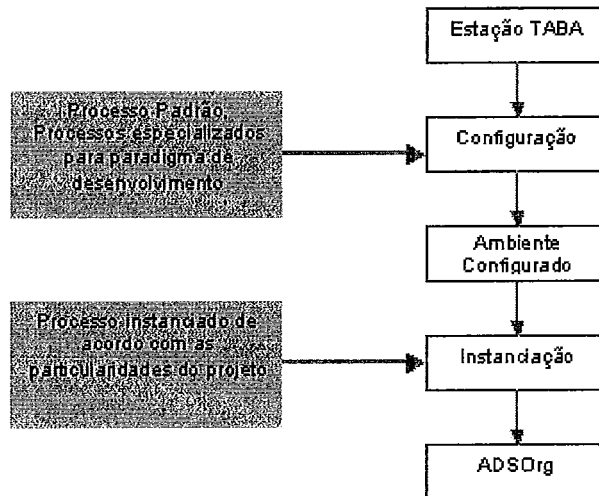 Estação TABA
Processo Padrão,
Processos especializados
para paradigma de
desenvolvimento
Configuração
Ambiente
Configurado
Processo instanciado de
acordo com as
particularidades do projeto
Instanciação
ADSOrg